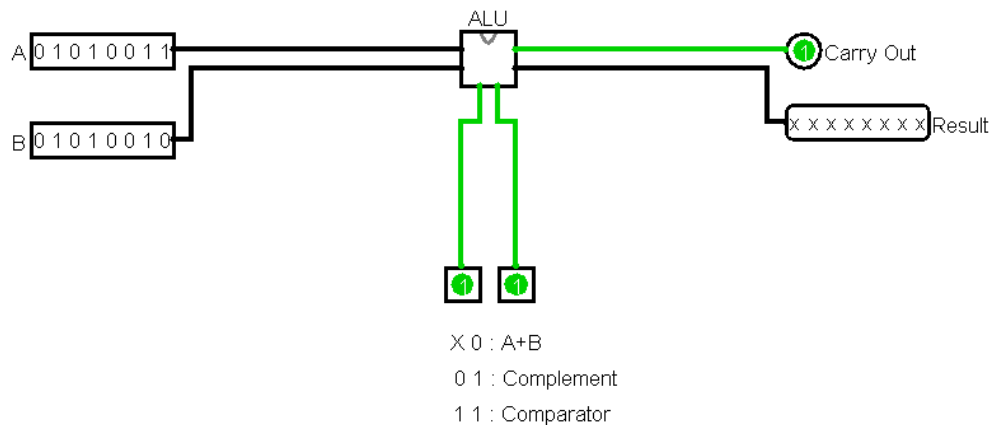 ALU
A 0 1 0 1 0 0 1 1
1 Carry Out
B 0 1 0 1 0 0 1 0
x x x x x x x x Result
1 1
X 0 : A+B
0 1 : Complement
1 1 : Comparator